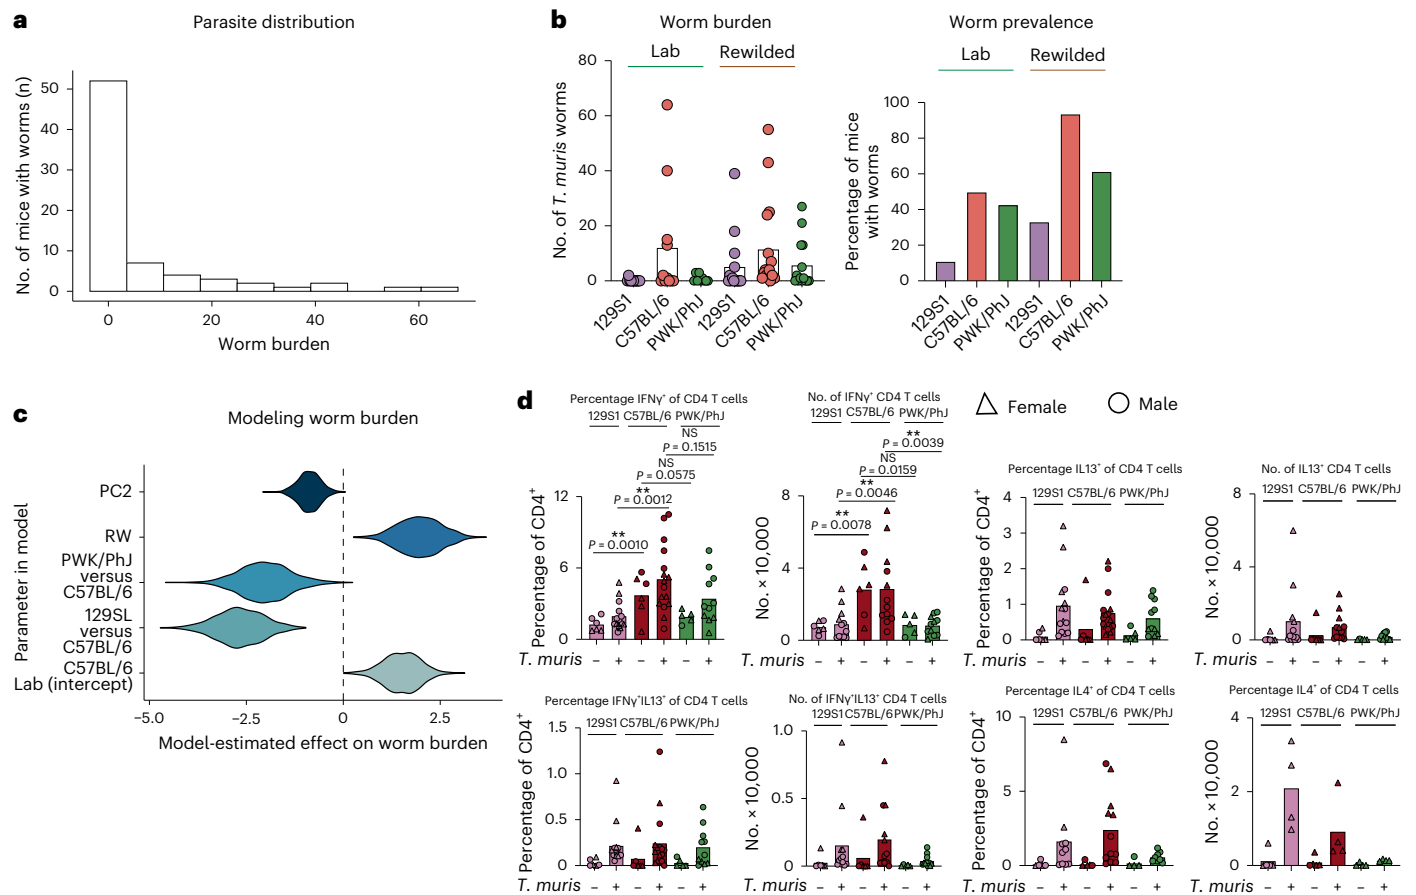 a
Parasite distribution
No. of mice with worms (n)
50
40
30
20
10
0
0 20 40 60
Worm burden
b
Worm burden
Lab Rewilded
No. of T. muris worms
80
60
40
20
0
129S1 C57BL/6 PWK/PhJ 129S1 C57BL/6 PWK/PhJ
Worm prevalence
Lab Rewilded
Percentage of mice
with worms
100
80
60
40
20
0
129S1 C57BL/6 PWK/PhJ 129S1 C57BL/6 PWK/PhJ
c
Modeling worm burden
Parameter in model
PC2
RW
PWK/PhJ
versus
C57BL/6
129SL
versus
C57BL/6
C57BL/6
Lab (intercept)
−5.0 −2.5 0 2.5
Model-estimated effect on worm burden
d
Percentage IFNγ+ of CD4 T cells
129S1 C57BL/6 PWK/PhJ
NS
P = 0.1515
NS
P = 0.0575
**
P = 0.0012
**
P = 0.0010
Percentage of CD4+
12
6
0
T. muris − + − + − +
No. of IFNγ+ CD4 T cells
129S1 C57BL/6 PWK/PhJ
**
P = 0.0039
NS
P = 0.0159
**
P = 0.0046
**
P = 0.0078
No. × 10,000
8
4
0
− + − + − +
Female Male
Percentage IL13+ of CD4 T cells
129S1 C57BL/6 PWK/PhJ
Percentage of CD4+
4
3
2
1
0
T. muris − + − + − +
No. of IL13+ CD4 T cells
129S1 C57BL/6 PWK/PhJ
No. × 10,000
8
4
0
T. muris − + − + − +
Percentage IFNγ+IL13+ of CD4 T cells
129S1 C57BL/6 PWK/PhJ
Percentage of CD4+
1.5
1.0
0.5
0
T. muris − + − + − +
No. of IFNγ+IL13+ CD4 T cells
129S1 C57BL/6 PWK/PhJ
No. × 10,000
1.0
0.5
0
T. muris − + − + − +
Percentage IL4+ of CD4 T cells
129S1 C57BL/6 PWK/PhJ
Percentage of CD4+
10
5
0
T. muris − + − + − +
Percentage IL4+ of CD4 T cells
129S1 C57BL/6 PWK/PhJ
No. × 10,000
4
2
0
T. muris − + − + − +